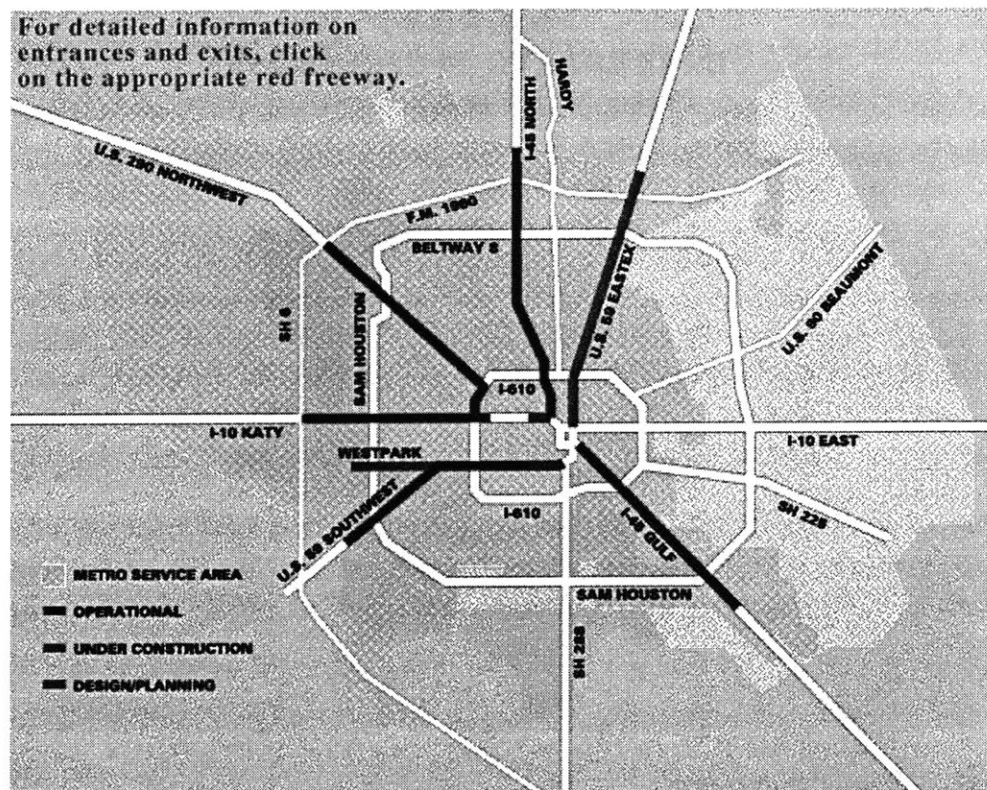 For detailed information on
entrances and exits, click
on the appropriate red freeway.
I-45 NORTH
HARDY
U.S. 290 NORTHWEST
F.M. 1960
BELTWAY 8
U.S. 59 EASTEX
U.S. 90 BEAUMONT
SH 6
SAM HOUSTON
I-610
I-10 KATY
I-10 EAST
WESTPARK
U.S. 59 SOUTHWEST
I-610
I-45 GULF
SH 225
SAM HOUSTON
SH 288
METRO SERVICE AREA
OPERATIONAL
UNDER CONSTRUCTION
DESIGN/PLANNING